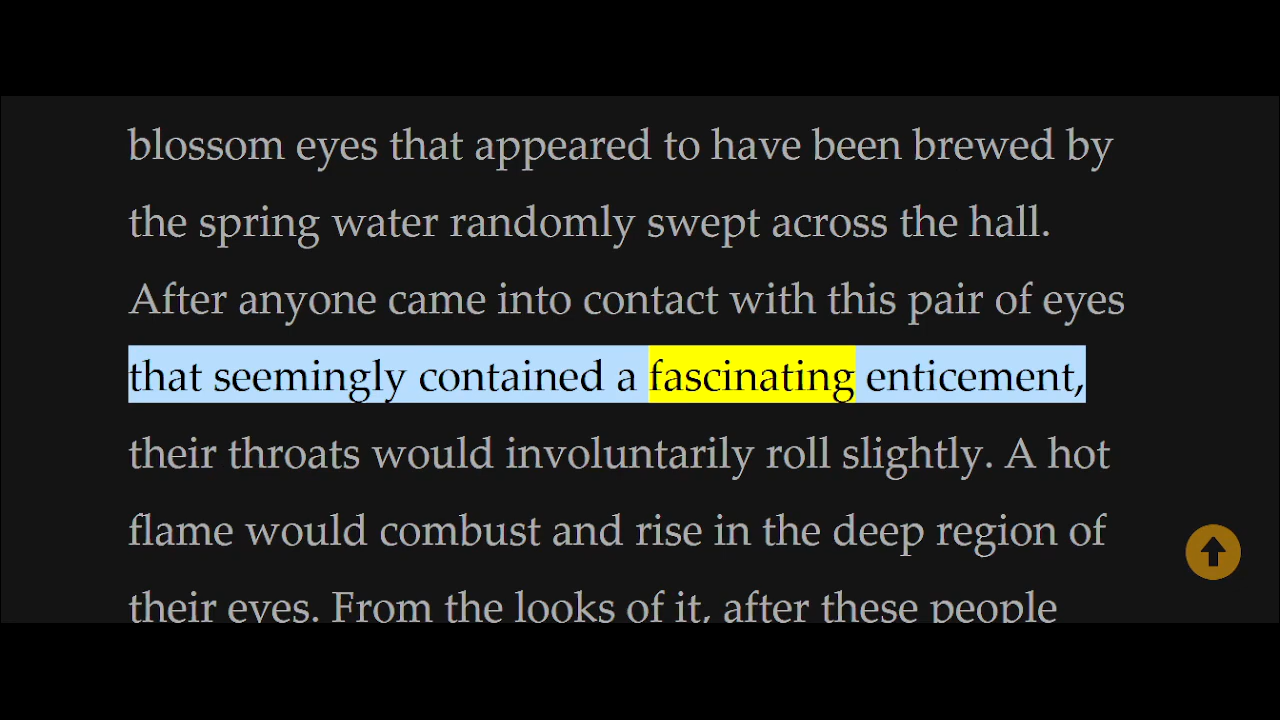 blossom eyes that appeared to have been brewed by
the spring water randomly swept across the hall.
After anyone came into contact with this pair of eyes
that seemingly contained a fascinating enticement,
their throats would involuntarily roll slightly. A hot
flame would combust and rise in the deep region of
their eyes. From the looks of it, after these people